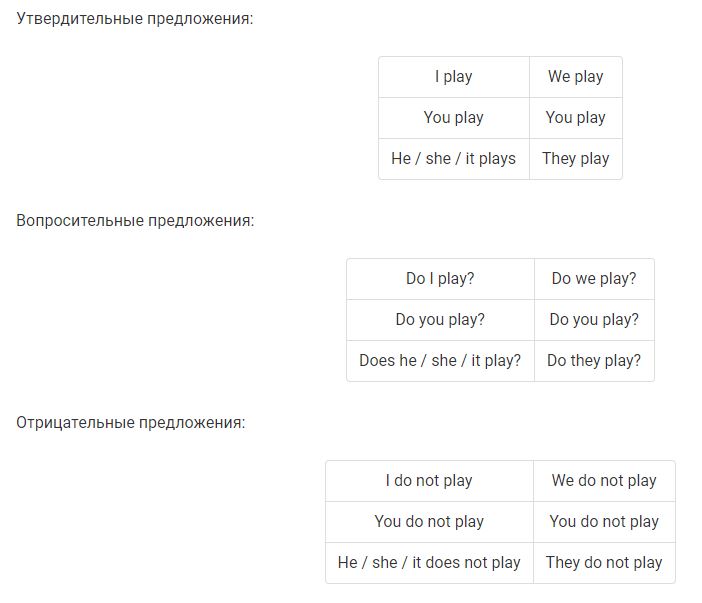 Утвердительные предложения:
I play We play
You play You play
He / she / it plays They play
Вопросительные предложения:
Do I play? Do we play?
Do you play? Do you play?
Does he / she / it play? Do they play?
Отрицательные предложения:
I do not play We do not play
You do not play You do not play
He / she / it does not play They do not play